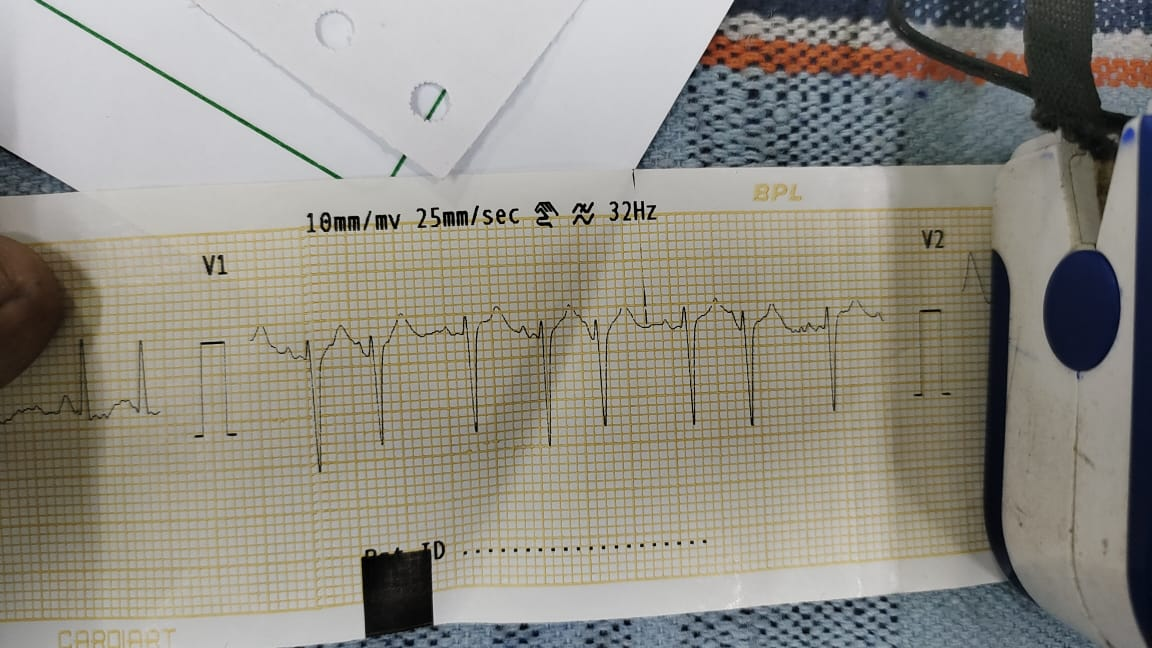 BPL
10mm/mv 25mm/sec 32Hz
V1
V2
ID ...................
CARDIART